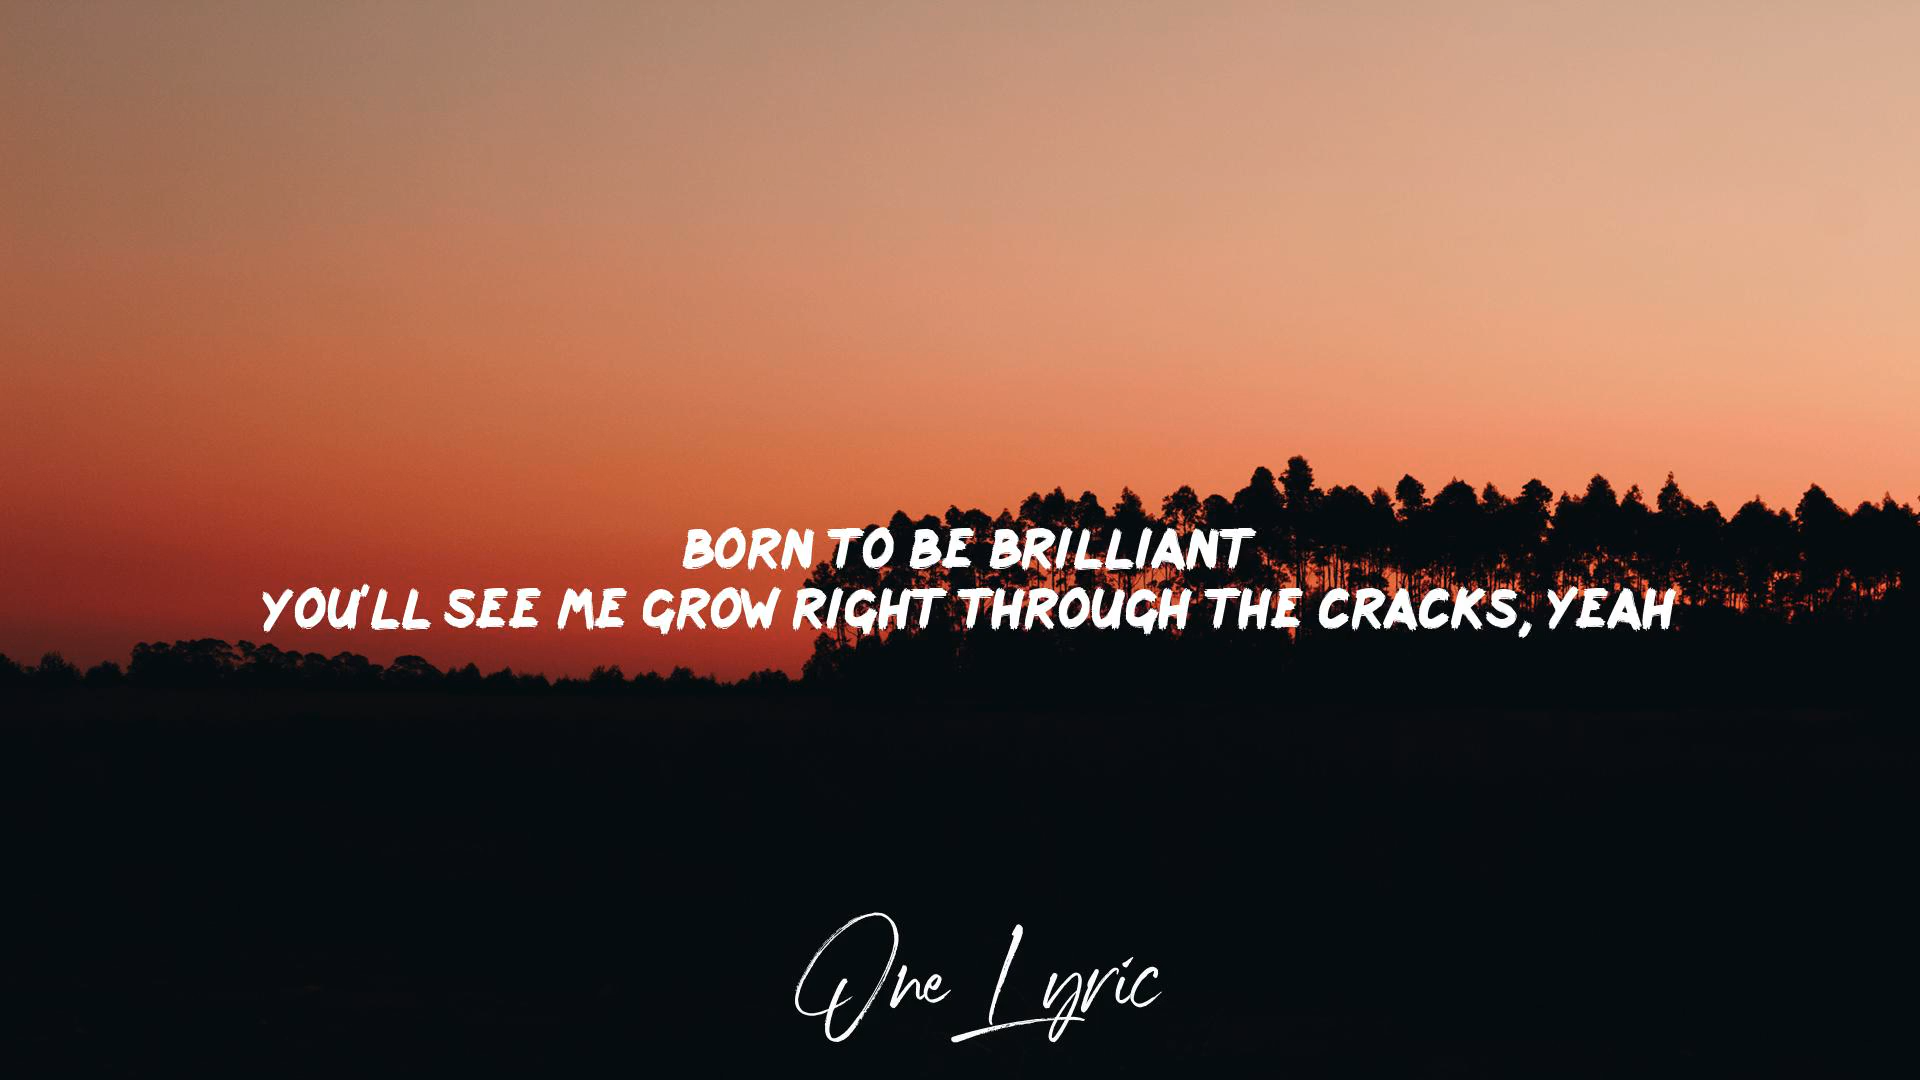 BORN TO BE BRILLIANT
YOU'LL SEE ME GROW RIGHT THROUGH THE CRACKS, YEAH
One Lyric